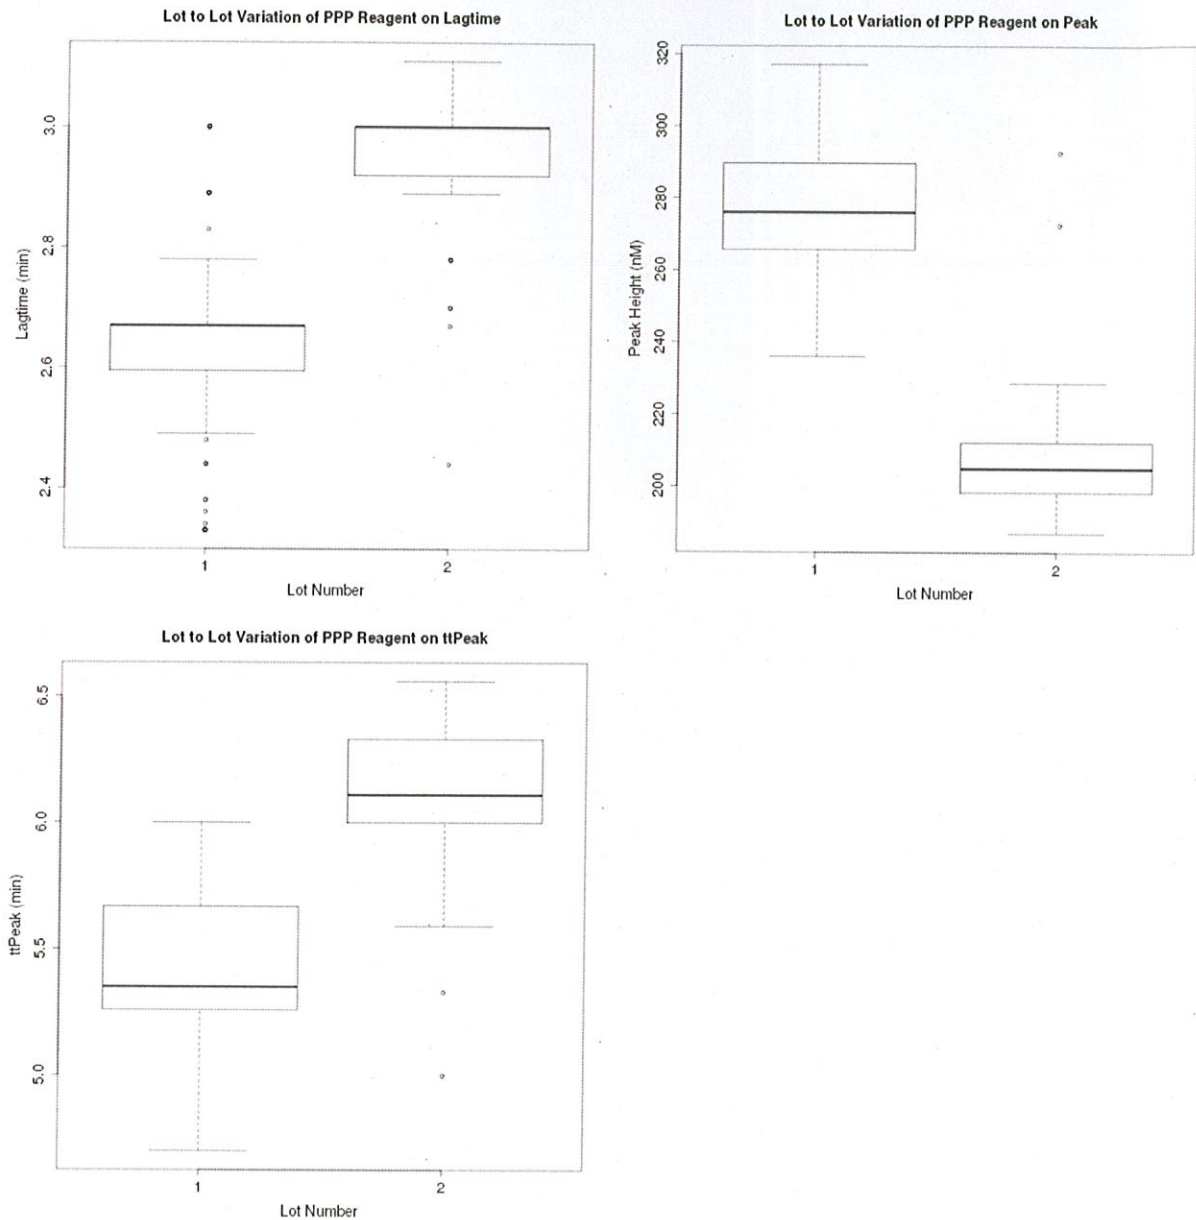 Lot to Lot Variation of PPP Reagent on Lagtime
Lagtime (min)
3.0
2.8
2.6
2.4
1
2
Lot Number
Lot to Lot Variation of PPP Reagent on Peak
Peak Height (nM)
320
300
280
260
240
220
200
1
2
Lot Number
Lot to Lot Variation of PPP Reagent on ttPeak
ttPeak (min)
6.5
6.0
5.5
5.0
1
2
Lot Number